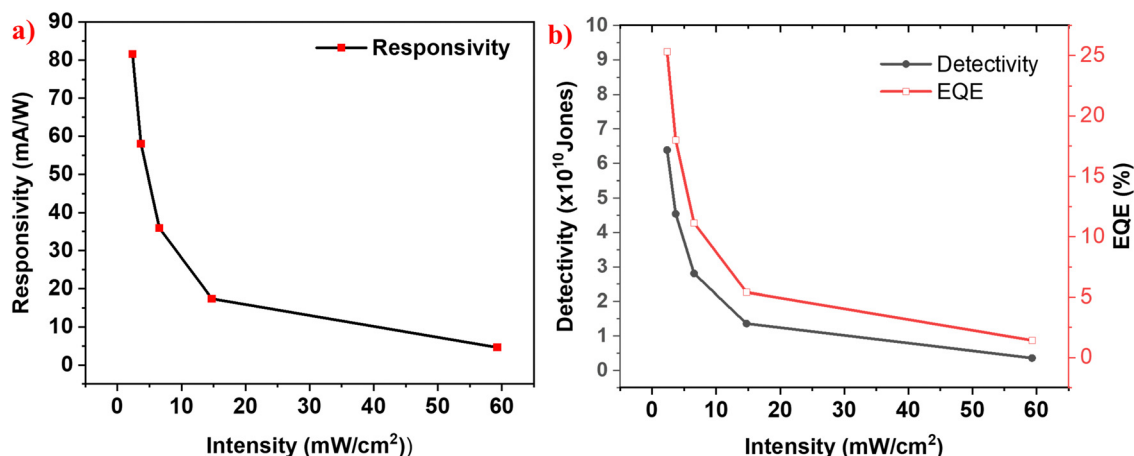 a)
Responsivity
Responsivity (mA/W)
90
80
70
60
50
40
30
20
10
0
0 10 20 30 40 50 60
Intensity (mW/cm²))
b)
Detectivity
EQE
Detectivity (x10¹⁰Jones)
10
9
8
7
6
5
4
3
2
1
0
25
20
15
10
5
0
EQE (%)
0 10 20 30 40 50 60
Intensity (mW/cm²)